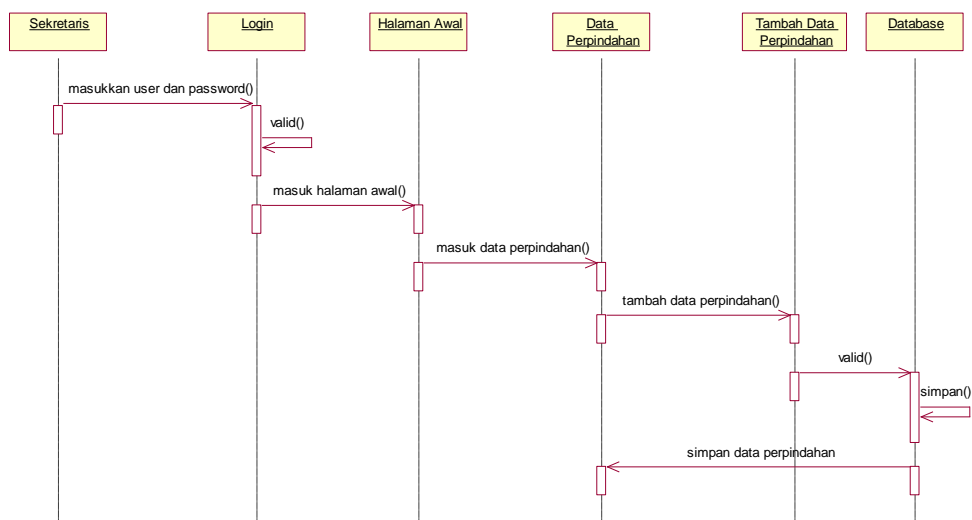 Sekretaris
Login
Halaman Awal
Data
Perpindahan
Tambah Data
Perpindahan
Database
masukkan user dan password()
valid()
masuk halaman awal()
masuk data perpindahan()
tambah data perpindahan()
valid()
simpan()
simpan data perpindahan